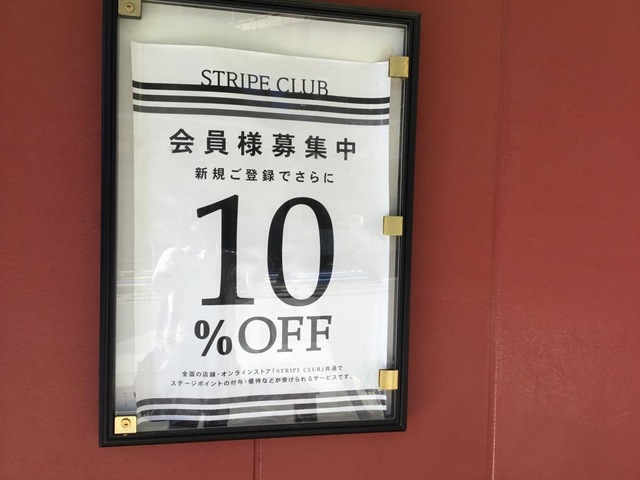 STRIPE CLUB
会員様募集中
新規ご登録でさらに
10
%OFF
全国の店舗・オンラインストア「STRIPE CLUB」共通で
ステージポイントの付与・優待などが受けられるサービスです。